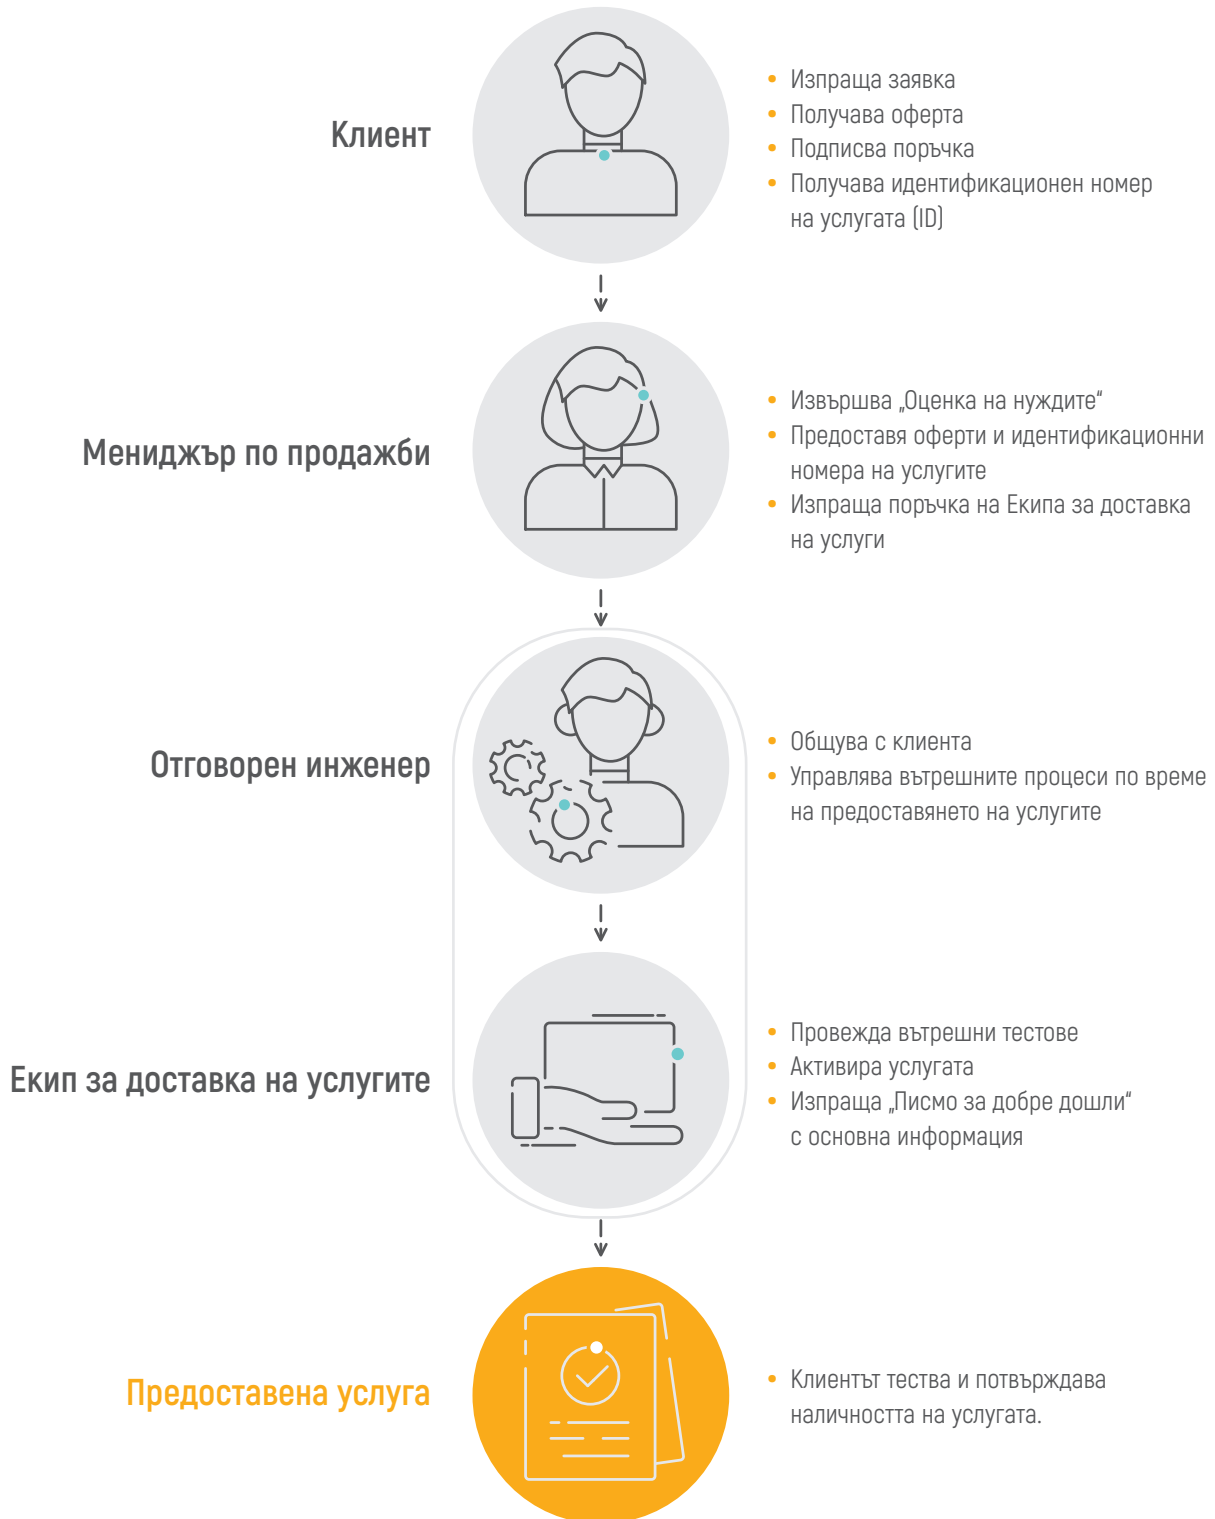 Клиент
• Изпраща заявка
• Получава оферта
• Подписва поръчка
• Получава идентификационен номер
на услугата (ID)
Мениджър по продажби
• Извършва „Оценка на нуждите“
• Предоставя оферти и идентификационни
номера на услугите
• Изпраща поръчка на Екипа за доставка
на услуги
Отговорен инженер
• Общува с клиента
• Управлява вътрешните процеси по време
на предоставянето на услугите
Екип за доставка на услугите
• Провежда вътрешни тестове
• Активира услугата
• Изпраща „Писмо за добре дошли“
с основна информация
Предоставена услуга
• Клиентът тества и потвърждава
наличността на услугата.